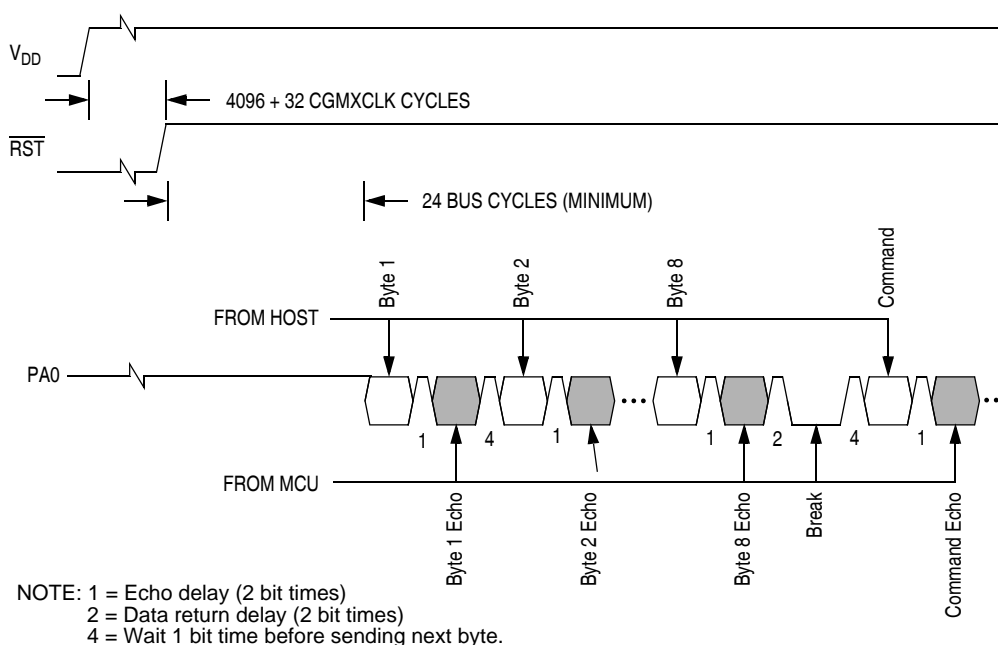 VDD
4096 + 32 CGMXCLK CYCLES
RST
24 BUS CYCLES (MINIMUM)
Byte 1
Byte 2
Byte 8
Command
FROM HOST
PA0
1
4
1
1
2
4
1
FROM MCU
Byte 1 Echo
Byte 2 Echo
Byte 8 Echo
Break
Command Echo
NOTE: 1 = Echo delay (2 bit times)
2 = Data return delay (2 bit times)
4 = Wait 1 bit time before sending next byte.